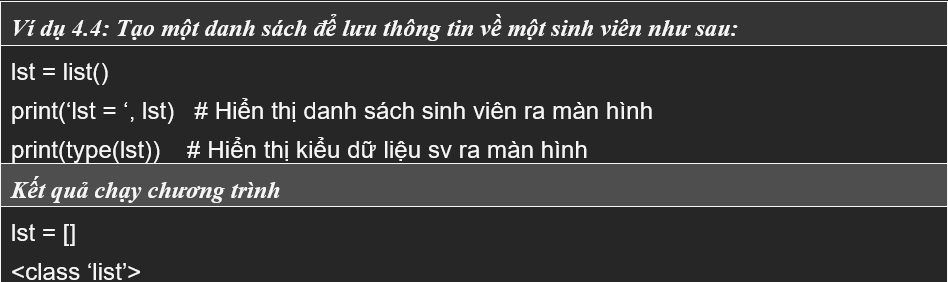 Ví dụ 4.4: Tạo một danh sách để lưu thông tin về một sinh viên như sau:
lst = list()
print(‘lst = ‘, lst) # Hiển thị danh sách sinh viên ra màn hình
print(type(lst)) # Hiển thị kiểu dữ liệu sv ra màn hình
Kết quả chạy chương trình
lst = []
<class ‘list’>